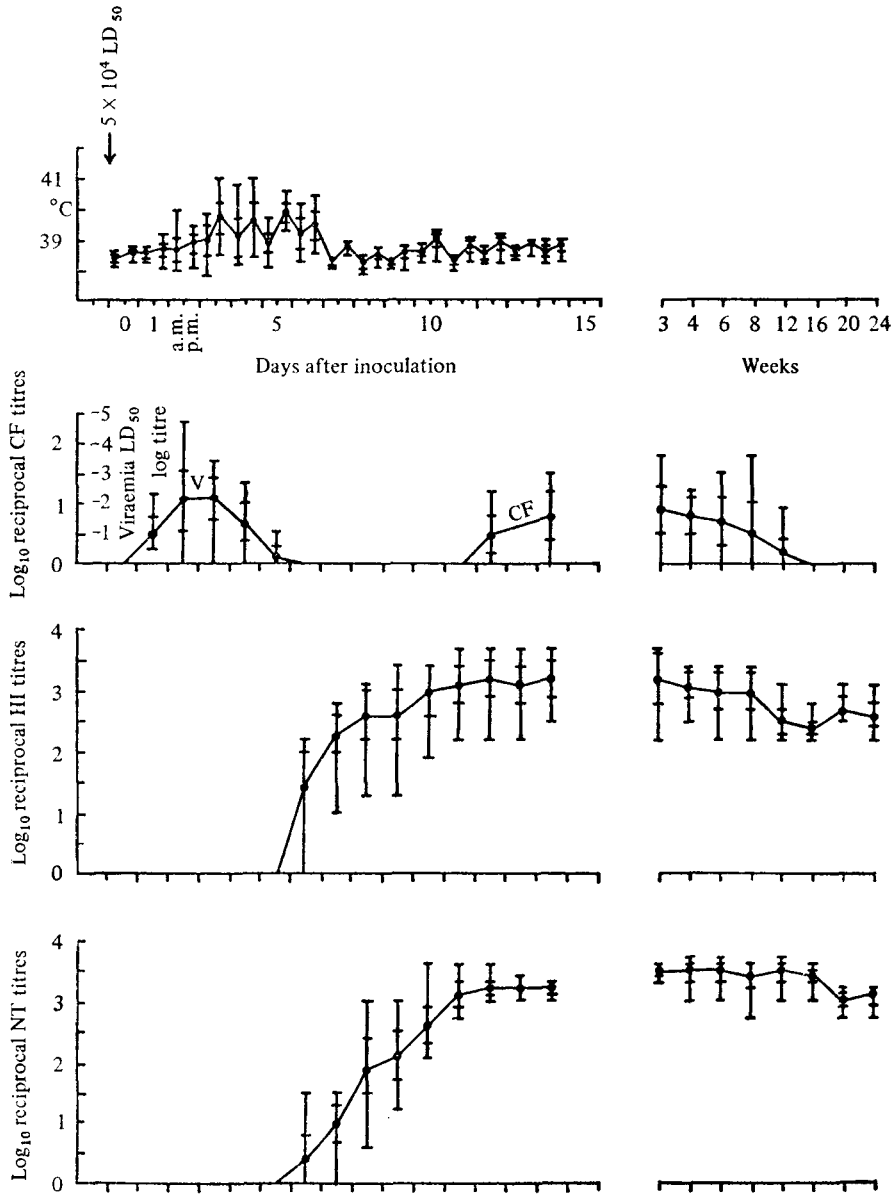 5 × 10⁴ LD₅₀
41
°C
39
0 1 a.m. p.m. 5 10 15
3 4 6 8 12 16 20 24
Days after inoculation
Weeks
Log₁₀ reciprocal CF titres
2
1
0
Viraemia LD₅₀
log titre
-5
-4
-3
-2
-1
V
CF
Log₁₀ reciprocal HI titres
4
3
2
1
0
Log₁₀ reciprocal NT titres
4
3
2
1
0